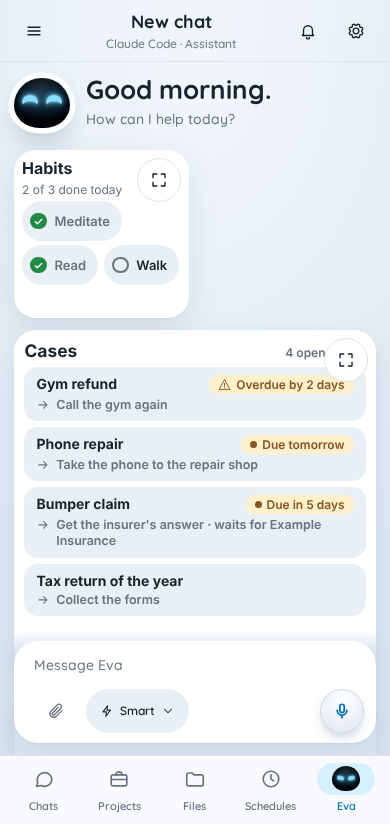 New chat
Claude Code · Assistant
Good morning.
How can I help today?
Habits
2 of 3 done today
Meditate
Read
Walk
Cases
4 open
Gym refund
Overdue by 2 days
→ Call the gym again
Phone repair
Due tomorrow
→ Take the phone to the repair shop
Bumper claim
Due in 5 days
→ Get the insurer's answer · waits for Example
Insurance
Tax return of the year
→ Collect the forms
Message Eva
Smart
Chats
Projects
Files
Schedules
Eva